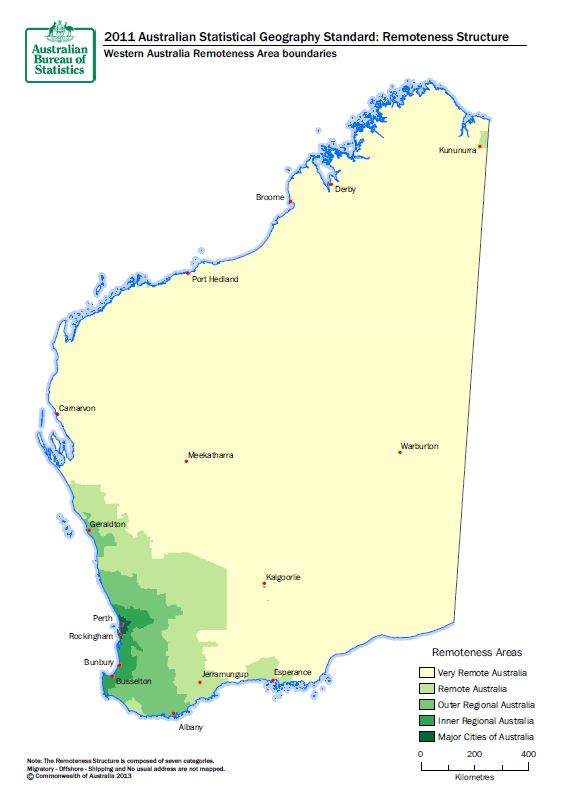 Australian
Bureau of
Statistics
2011 Australian Statistical Geography Standard: Remoteness Structure
Western Australia Remoteness Area boundaries
Kununurra
Derby
Broome
Port Hedland
Carnarvon
Warburton
Meekatharra
Geraldton
Kalgoorlie
Perth
Rockingham
Bunbury
Busselton
Jerramungup
Esperance
Albany
Remoteness Areas
Very Remote Australia
Remote Australia
Outer Regional Australia
Inner Regional Australia
Major Cities of Australia
0 200 400
Kilometres
Note: The Remoteness Structure is composed of seven categories.
Migratory - Offshore - Shipping and No usual address are not mapped.
© Commonwealth of Australia 2013